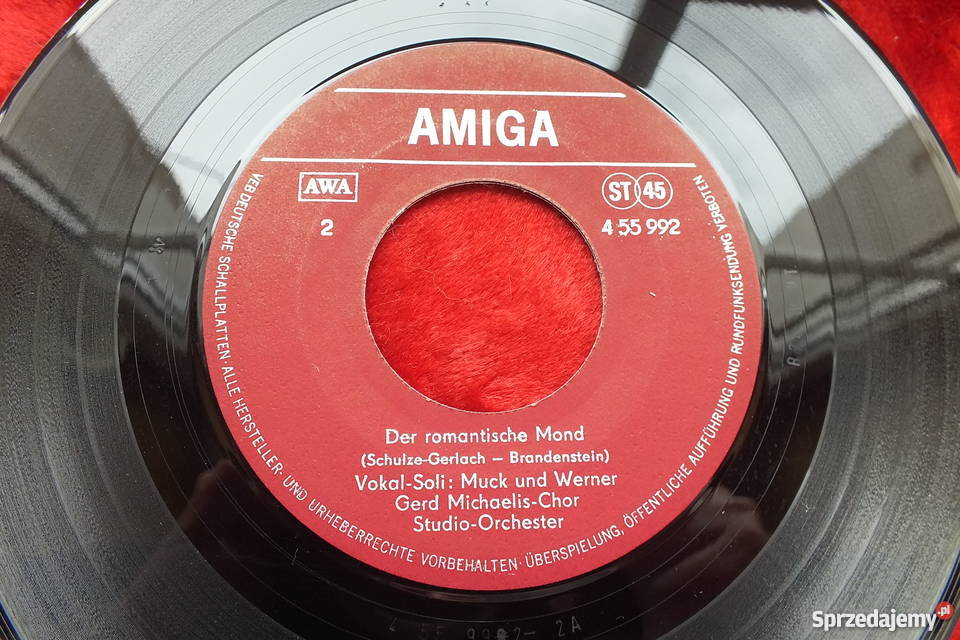 AMIGA
AWA
ST 45
2
4 55 992
Der romantische Mond
(Schulze-Gerlach – Brandenstein)
Vokal-Soli: Muck und Werner
Gerd Michaelis-Chor
Studio-Orchester
VEB DEUTSCHE SCHALLPLATTEN · ALLE HERSTELLER- UND URHEBERRECHTE VORBEHALTEN · ÜBERSPIELUNG, ÖFFENTLICHE AUFFÜHRUNG UND RUNDFUNKSENDUNG VERBOTEN
2A
Sprzedajemy.pl